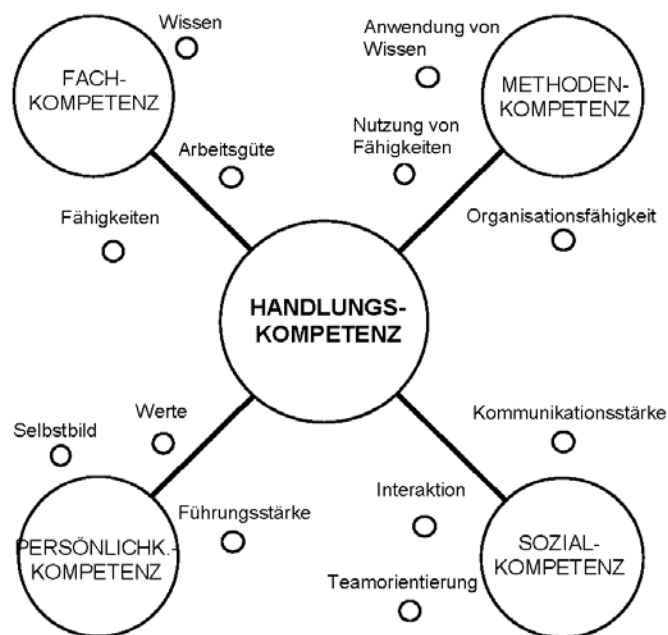 Wissen
FACH-
KOMPETENZ
Arbeitsgüte
Fähigkeiten
Anwendung von
Wissen
METHODEN-
KOMPETENZ
Nutzung von
Fähigkeiten
Organisationsfähigkeit
HANDLUNGS-
KOMPETENZ
Werte
Selbstbild
Führungsstärke
PERSÖNLICHK.-
KOMPETENZ
Kommunikationsstärke
Interaktion
SOZIAL-
KOMPETENZ
Teamorientierung